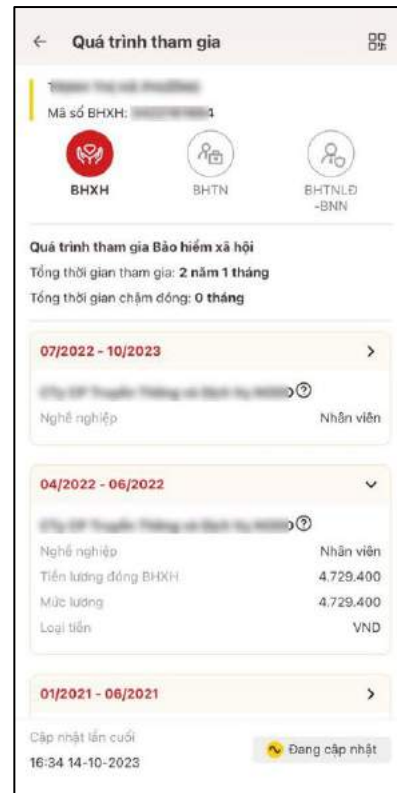 Quá trình tham gia
Mã số BHXH:
BHXH
BHTN
BHTNLĐ
-BNN
Quá trình tham gia Bảo hiểm xã hội
Tổng thời gian tham gia: 2 năm 1 tháng
Tổng thời gian chậm đóng: 0 tháng
07/2022 - 10/2023
Nghề nghiệp Nhân viên
04/2022 - 06/2022
Nghề nghiệp Nhân viên
Tiền lương đóng BHXH 4.729.400
Mức lương 4.729.400
Loại tiền VND
01/2021 - 06/2021
Cập nhật lần cuối
16:34 14-10-2023
Đang cập nhật